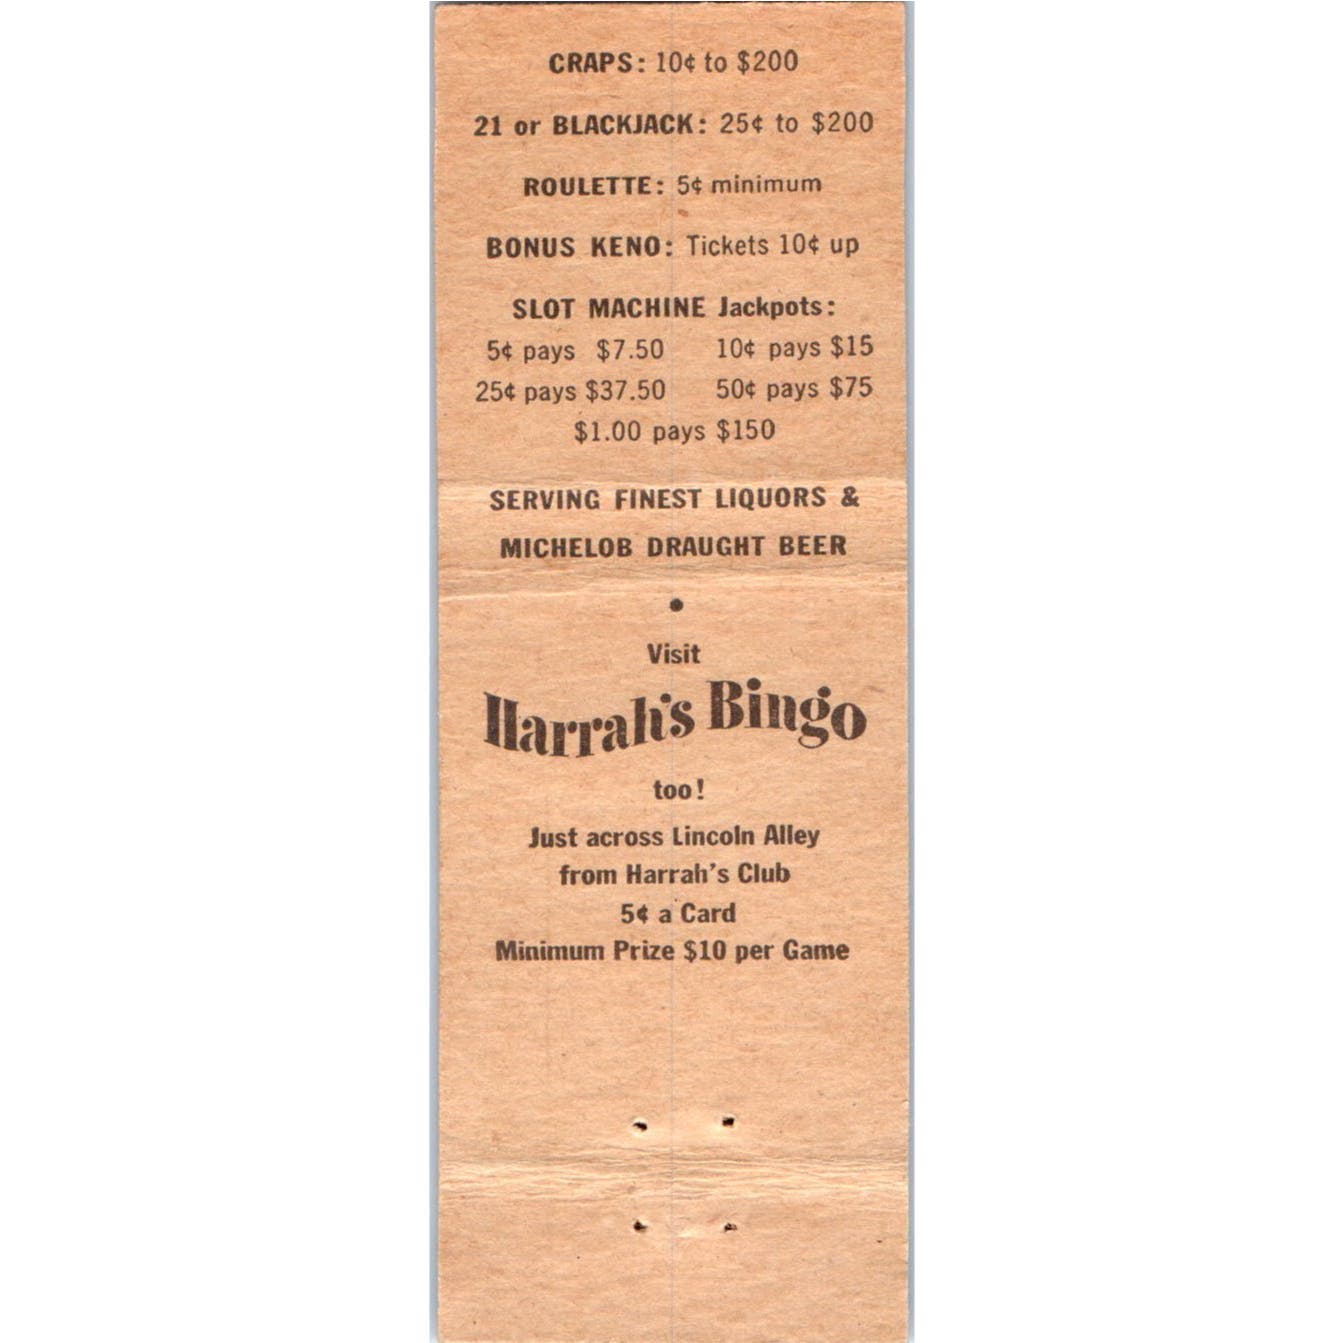 CRAPS: 10¢ to $200
21 or BLACKJACK: 25¢ to $200
ROULETTE: 5¢ minimum
BONUS KENO: Tickets 10¢ up
SLOT MACHINE Jackpots:
5¢ pays $7.50 10¢ pays $15
25¢ pays $37.50 50¢ pays $75
$1.00 pays $150
SERVING FINEST LIQUORS &
MICHELOB DRAUGHT BEER
•
Visit
Harrah's Bingo
too!
Just across Lincoln Alley
from Harrah's Club
5¢ a Card
Minimum Prize $10 per Game